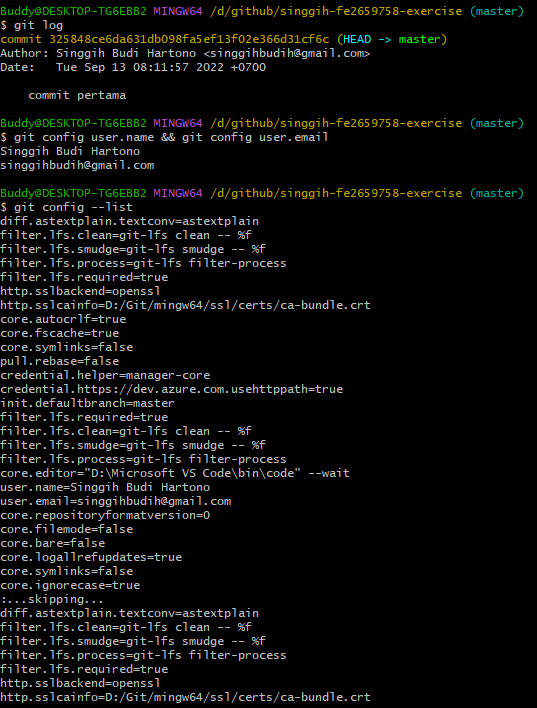 Buddy@DESKTOP-TG6EBB2 MINGW64 /d/github/singgih-fe2659758-exercise (master)
$ git log
commit 325848ce6da631db098fa5ef13f02e366d31cf6c (HEAD -> master)
Author: Singgih Budi Hartono <singgihbudih@gmail.com>
Date:   Tue Sep 13 08:11:57 2022 +0700
    commit pertama
Buddy@DESKTOP-TG6EBB2 MINGW64 /d/github/singgih-fe2659758-exercise (master)
$ git config user.name && git config user.email
Singgih Budi Hartono
singgihbudih@gmail.com
Buddy@DESKTOP-TG6EBB2 MINGW64 /d/github/singgih-fe2659758-exercise (master)
$ git config --list
diff.astextplain.textconv=astextplain
filter.lfs.clean=git-lfs clean -- %f
filter.lfs.smudge=git-lfs smudge -- %f
filter.lfs.process=git-lfs filter-process
filter.lfs.required=true
http.sslbackend=openssl
http.sslcainfo=D:/Git/mingw64/ssl/certs/ca-bundle.crt
core.autocrlf=true
core.fscache=true
core.symlinks=false
pull.rebase=false
credential.helper=manager-core
credential.https://dev.azure.com.usehttppath=true
init.defaultbranch=master
filter.lfs.required=true
filter.lfs.clean=git-lfs clean -- %f
filter.lfs.smudge=git-lfs smudge -- %f
filter.lfs.process=git-lfs filter-process
core.editor="D:\Microsoft VS Code\bin\code" --wait
user.name=Singgih Budi Hartono
user.email=singgihbudih@gmail.com
core.repositoryformatversion=0
core.filemode=false
core.bare=false
core.logallrefupdates=true
core.symlinks=false
core.ignorecase=true
:...skipping...
diff.astextplain.textconv=astextplain
filter.lfs.clean=git-lfs clean -- %f
filter.lfs.smudge=git-lfs smudge -- %f
filter.lfs.process=git-lfs filter-process
filter.lfs.required=true
http.sslbackend=openssl
http.sslcainfo=D:/Git/mingw64/ssl/certs/ca-bundle.crt